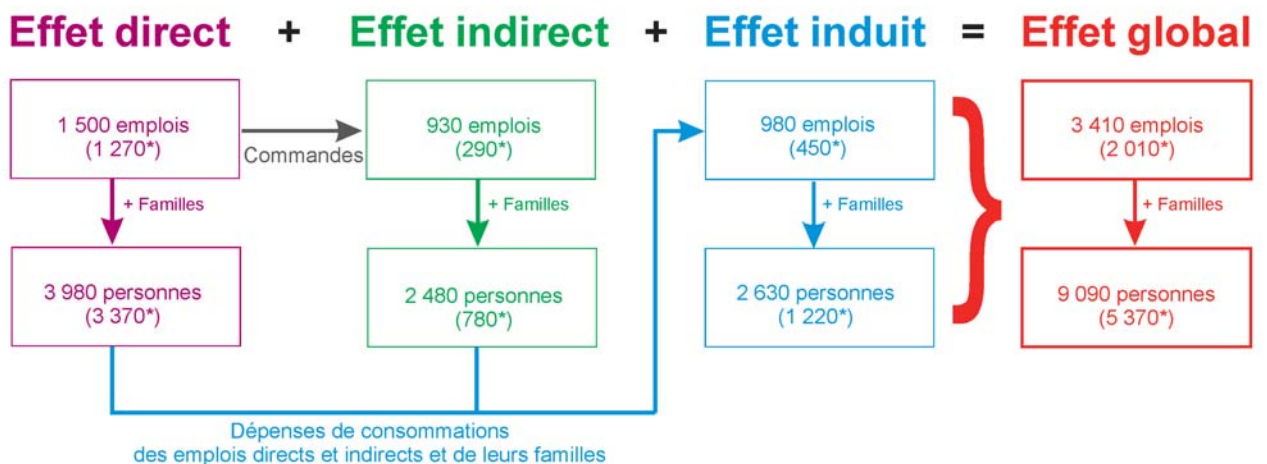 Effet direct + Effet indirect + Effet induit = Effet global
1 500 emplois
(1 270*)
Commandes
930 emplois
(290*)
980 emplois
(450*)
3 410 emplois
(2 010*)
+ Familles
+ Familles
+ Familles
+ Familles
3 980 personnes
(3 370*)
2 480 personnes
(780*)
2 630 personnes
(1 220*)
9 090 personnes
(5 370*)
Dépenses de consommations
des emplois directs et indirects et de leurs familles